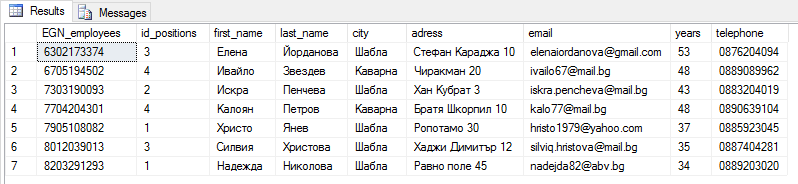 Results Messages
EGN_employees id_positions first_name last_name city adress email years telephone
1 6302173374 3 Елена Йорданова Шабла Стефан Караджа 10 elenaiordanova@gmail.com 53 0876204094
2 6705194502 4 Ивайло Звездев Каварна Чиракман 20 ivailo67@mail.bg 48 0889089962
3 7303190093 2 Искра Пенчева Шабла Хан Кубрат 3 iskra.pencheva@mail.bg 43 0883204019
4 7704204301 4 Калоян Петров Каварна Братя Шкорпил 10 kalo77@mail.bg 48 0890639104
5 7905108082 1 Христо Янев Шабла Ропотамо 30 hristo1979@yahoo.com 37 0885923045
6 8012039013 3 Силвия Христова Шабла Хаджи Димитър 12 silviq.hristova@mail.bg 35 0887404281
7 8203291293 1 Надежда Николова Шабла Равно поле 45 nadejda82@abv.bg 34 0889203020